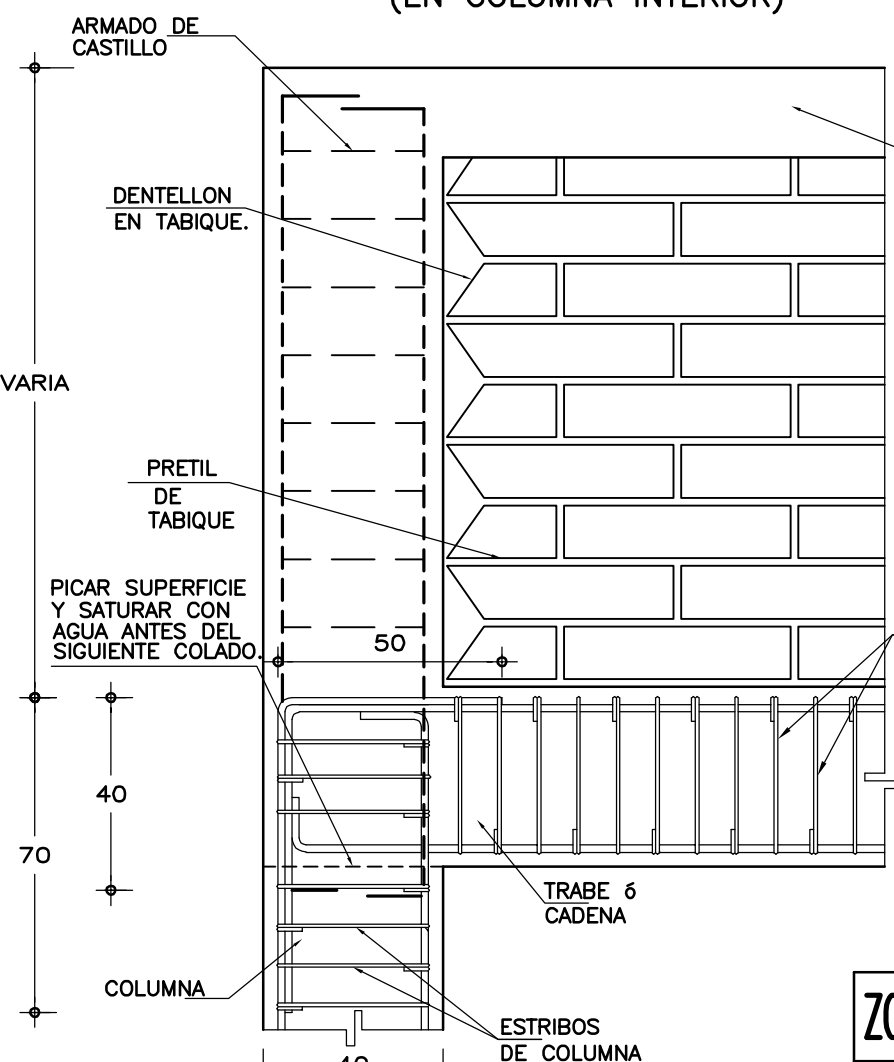 (EN COLUMNA INTERIOR)
ARMADO DE
CASTILLO
DENTELLON
EN TABIQUE.
VARIA
PRETIL
DE
TABIQUE
PICAR SUPERFICIE
Y SATURAR CON
AGUA ANTES DEL
SIGUIENTE COLADO.
50
40
70
TRABE ó
CADENA
COLUMNA
ESTRIBOS
DE COLUMNA